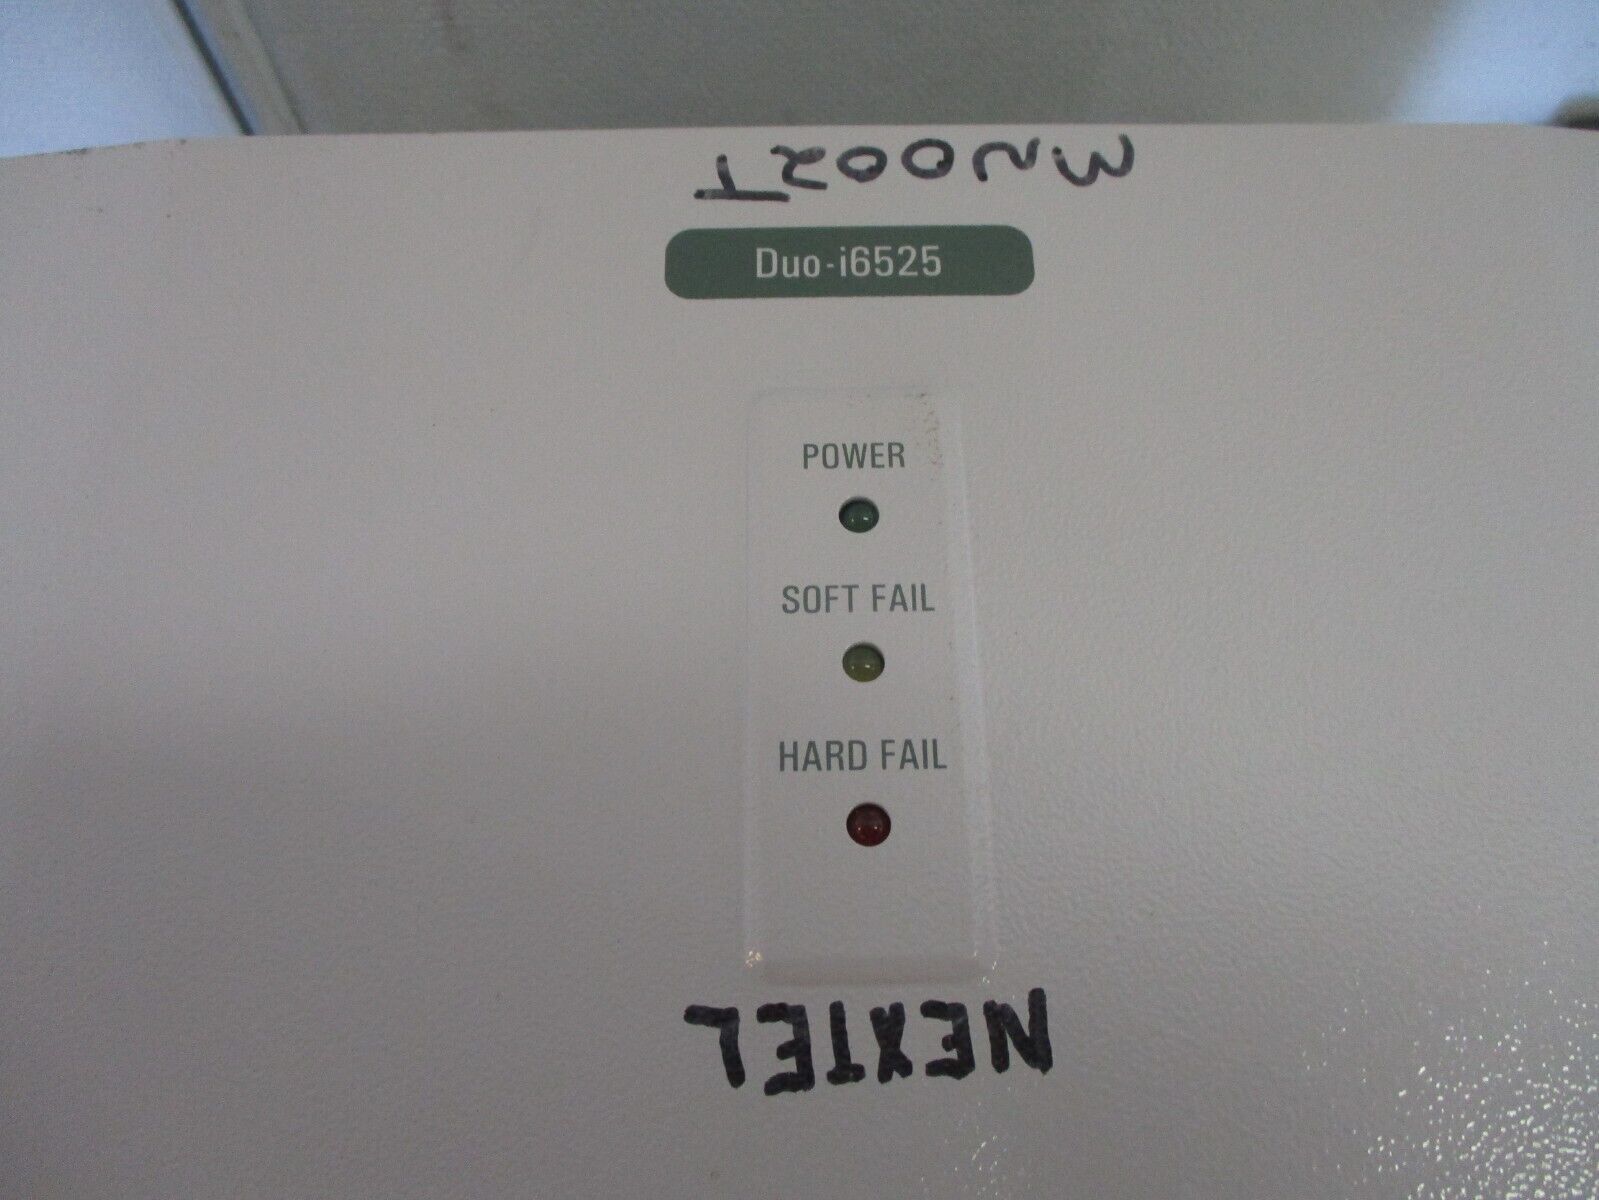 MN002T
Duo-i6525
POWER
SOFT FAIL
HARD FAIL
NEXTEL